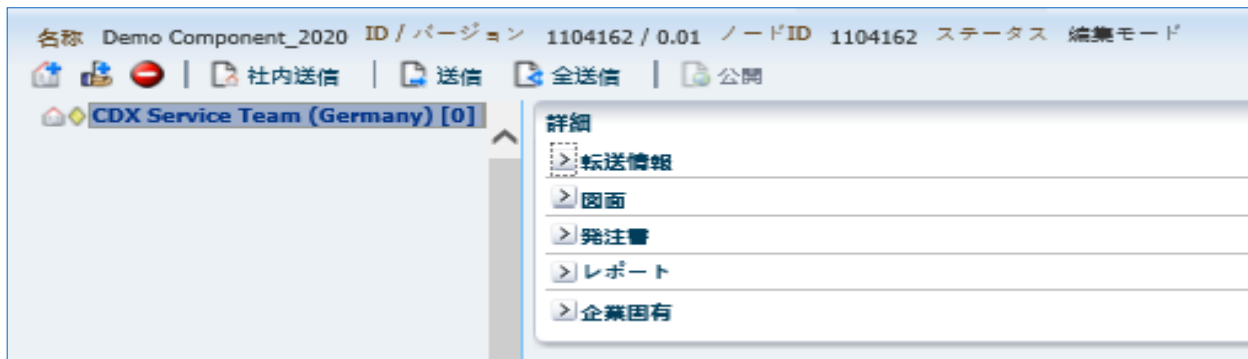 名称 Demo Component_2020 ID / バージョン 1104162 / 0.01 ノードID 1104162 ステータス 編集モード
社内送信 送信 全送信 公開
CDX Service Team (Germany) [0]
詳細
転送情報
図面
発注書
レポート
企業固有